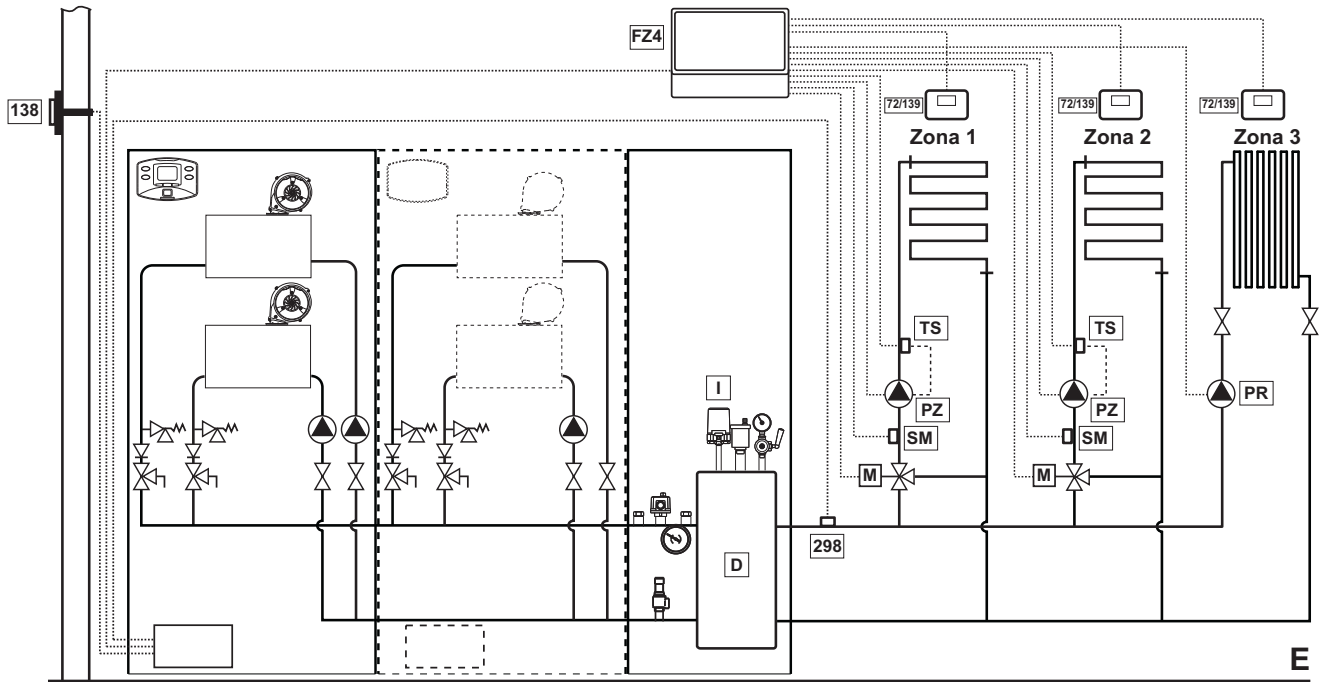 FZ4
138
72/139
72/139
72/139
Zona 1
Zona 2
Zona 3
TS
TS
I
PZ
PZ
PR
SM
SM
M
M
298
D
E